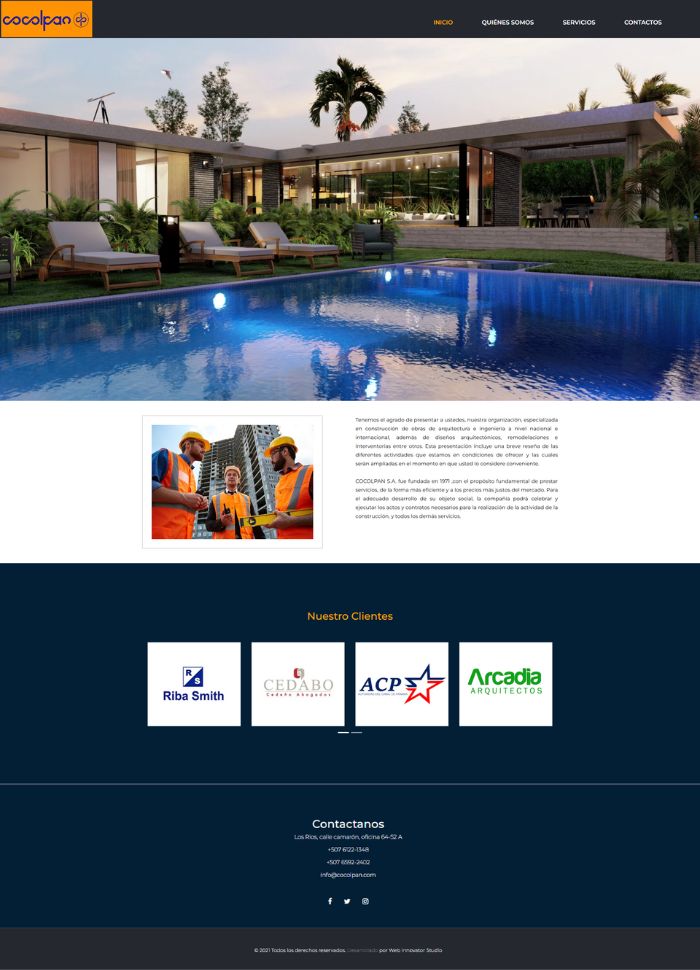 cocolpan cp
INICIO
QUIÉNES SOMOS
SERVICIOS
CONTACTOS
Tenemos el agrado de presentar a ustedes, nuestra organización, especializada
en construcción de obras de arquitectura e ingeniería a nivel nacional e
internacional, además de diseños arquitectónicos, remodelaciones e
interventorías entre otros. Esta presentación incluye una breve reseña de las
diferentes actividades que estamos en condiciones de ofrecer y las cuales
serán ampliadas en el momento en que usted lo considere conveniente.
COCOLPAN S.A. fue fundada en 1971 ,con el propósito fundamental de prestar
servicios, de la forma más eficiente y a los precios más justos del mercado. Para
el adecuado desarrollo de su objeto social, la compañía podrá celebrar y
ejecutar los actos y contratos necesarios para la realización de la actividad de la
construcción, y todos los demás servicios.
Nuestro Clientes
R S
Riba Smith
CEDABO
Cedeño Abogados
ACP
AUTORIDAD DEL CANAL DE PANAMÁ
Arcadia
ARQUITECTOS
Contactanos
Los Rios, calle camarón, oficina 64-52 A
+507 6122-1348
+507 6592-2402
info@cocolpan.com
© 2021 Todos los derechos reservados. Desarrollado por Web Innovator Studio